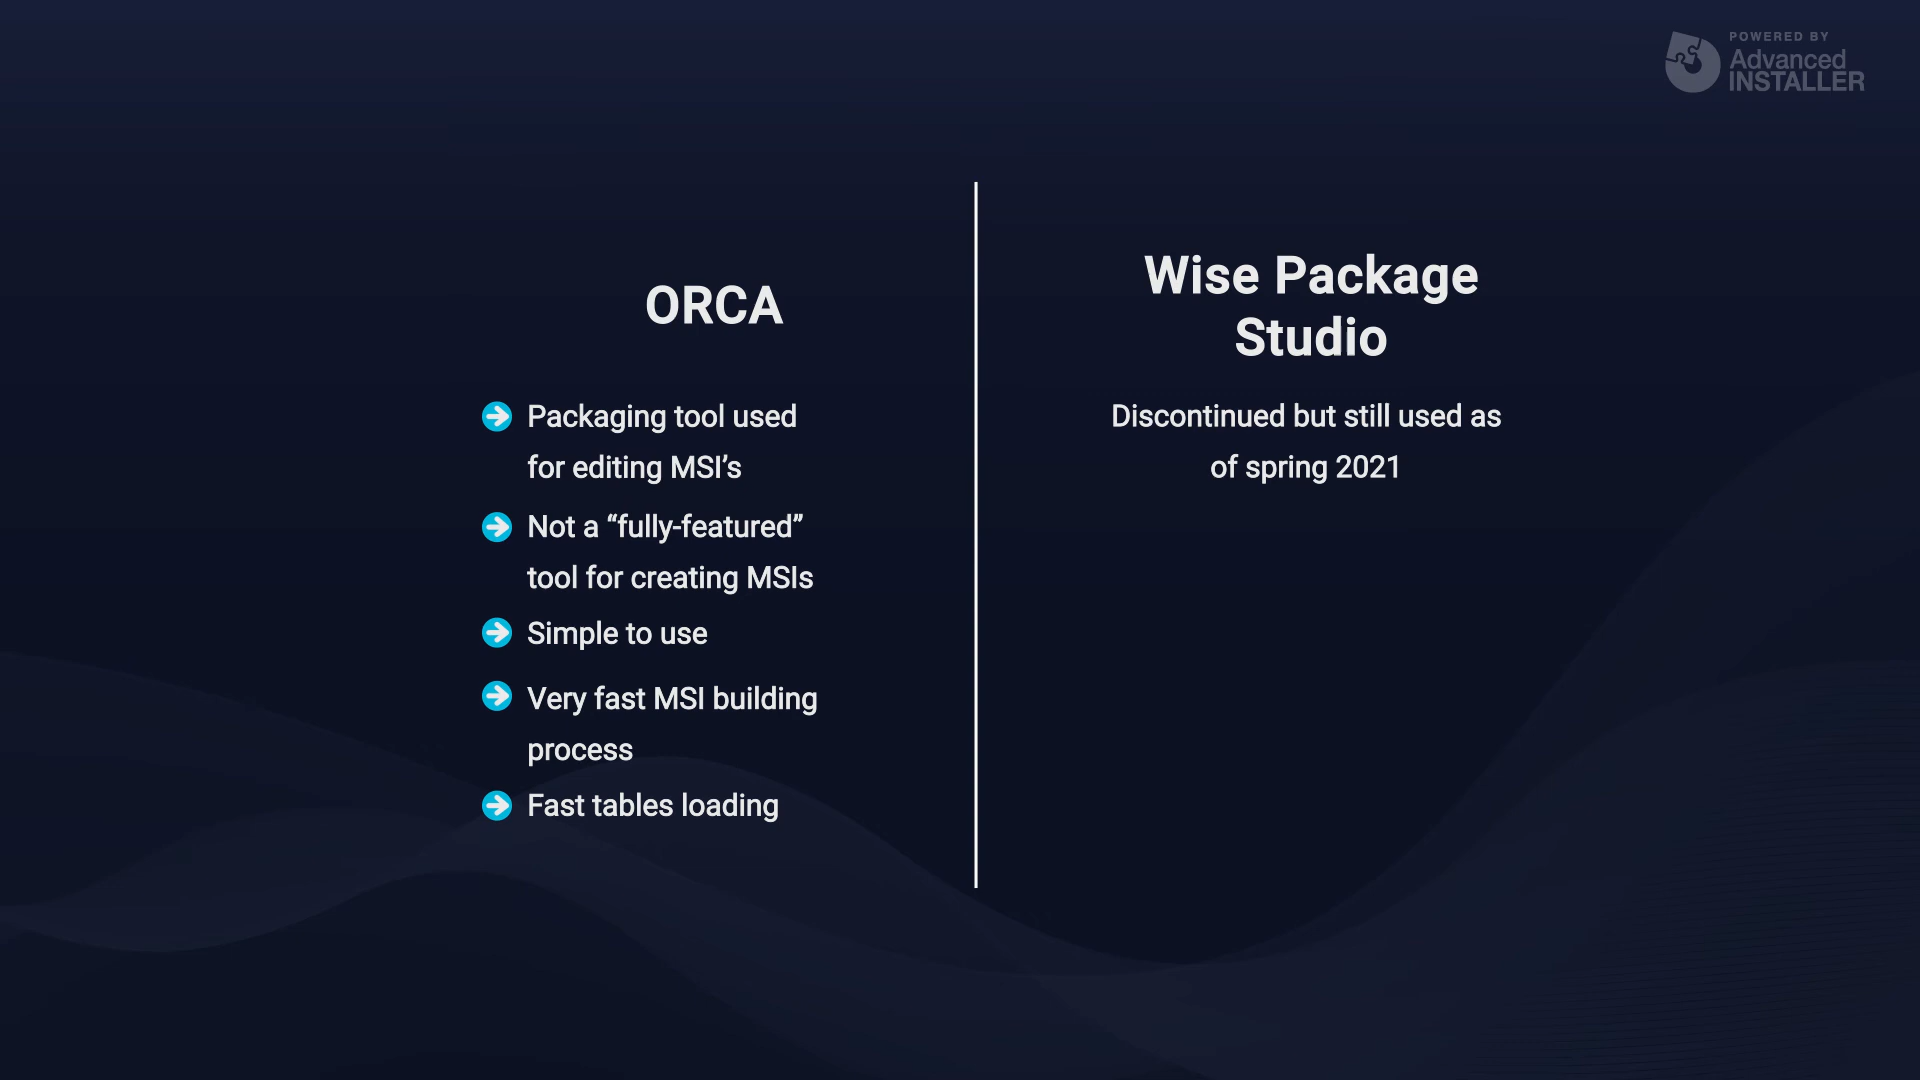 POWERED BY
Advanced
INSTALLER
ORCA
Packaging tool used
for editing MSI’s
Not a “fully-featured”
tool for creating MSIs
Simple to use
Very fast MSI building
process
Fast tables loading
Wise Package
Studio
Discontinued but still used as
of spring 2021